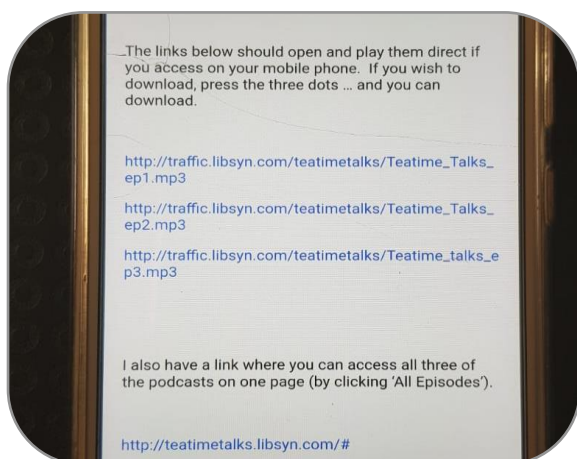 The links below should open and play them direct if
you access on your mobile phone.  If you wish to
download, press the three dots ... and you can
download.
http://traffic.libsyn.com/teatimetalks/Teatime_Talks_
ep1.mp3
http://traffic.libsyn.com/teatimetalks/Teatime_Talks_
ep2.mp3
http://traffic.libsyn.com/teatimetalks/Teatime_talks_e
p3.mp3
I also have a link where you can access all three of
the podcasts on one page (by clicking ‘All Episodes’).
http://teatimetalks.libsyn.com/#